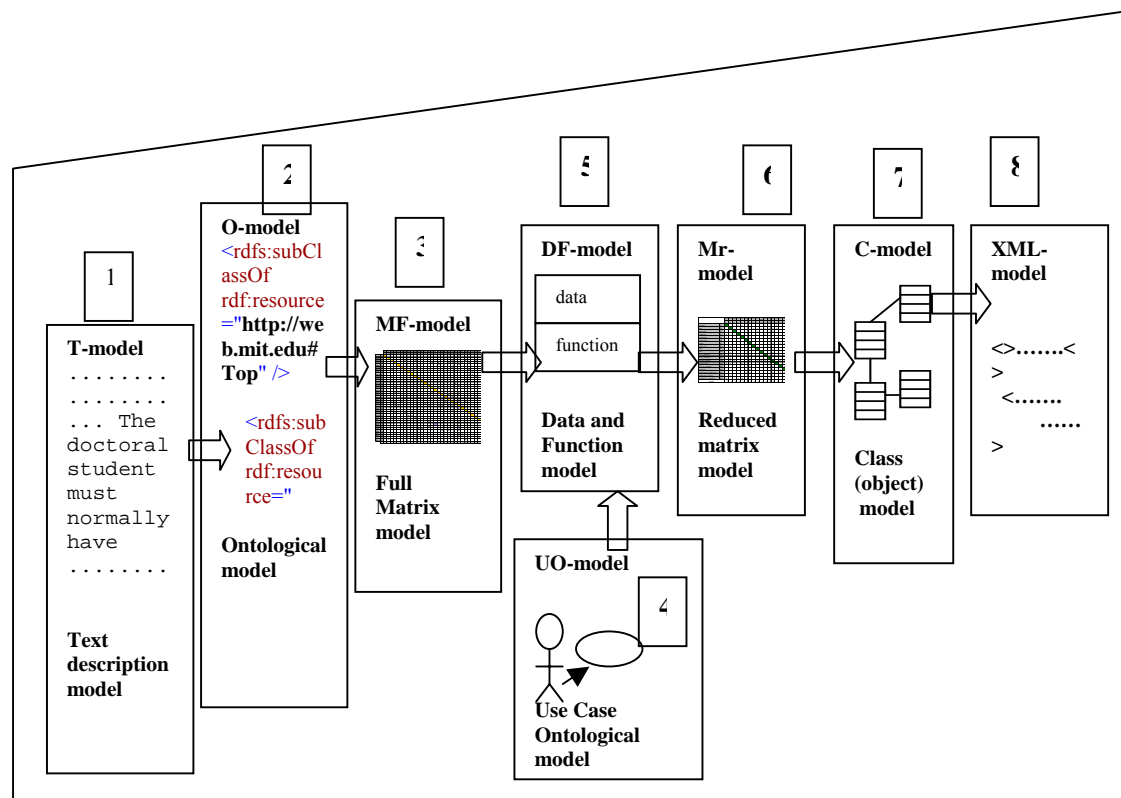 1
T-model
. . . . . . . .
. . . . . . . .
... The
doctoral
student
must
normally
have
. . . . . . . .
Text
description
model
2
O-model
<rdfs:subCl
assOf
rdf:resource
="http://we
b.mit.edu#
Top" />
<rdfs:sub
ClassOf
rdf:resou
rce="
Ontological
model
3
MF-model
Full
Matrix
model
4
UO-model
Use Case
Ontological
model
5
DF-model
data
function
Data and
Function
model
6
Mr-
model
Reduced
matrix
model
7
C-model
Class
(object)
model
8
XML-
model
<>.......<
>
<.......
......
>